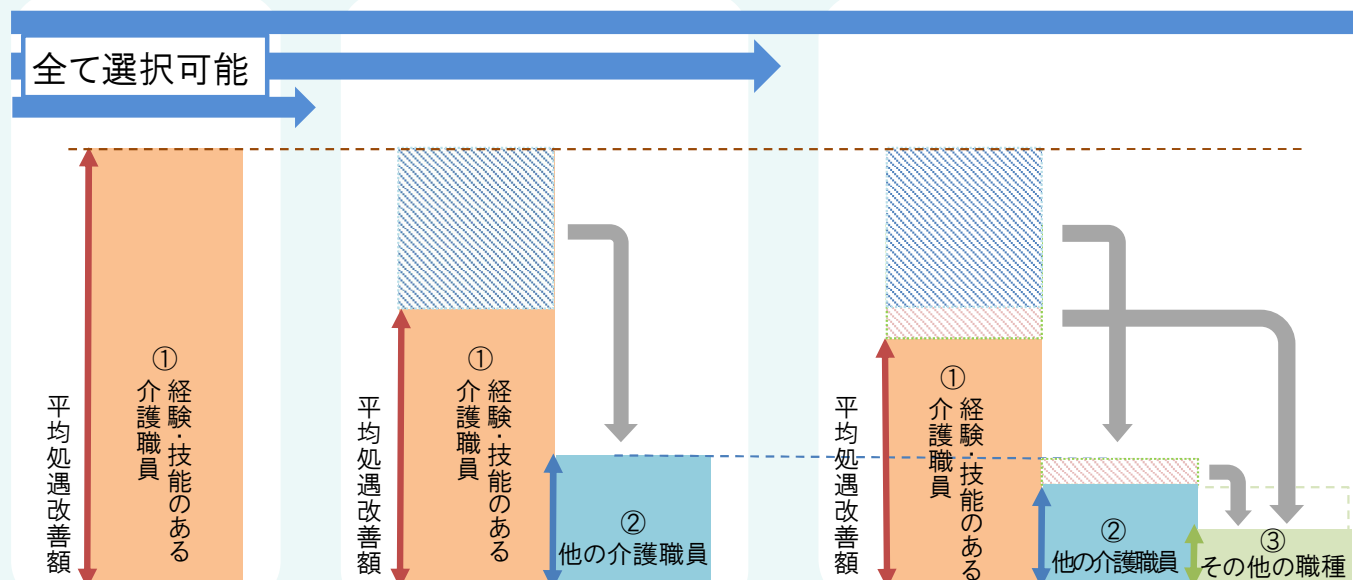 全て選択可能
平均処遇改善額
①
経験・技能のある
介護職員
平均処遇改善額
①
経験・技能のある
介護職員
②
他の介護職員
平均処遇改善額
①
経験・技能のある
介護職員
②
他の介護職員
③
その他の職種